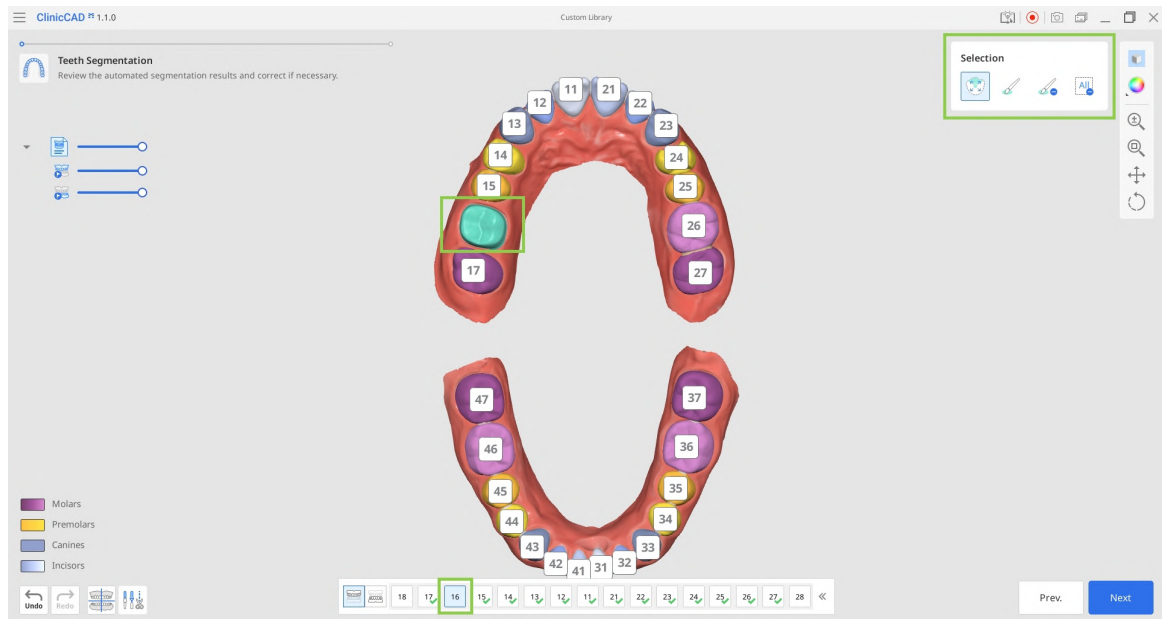 ClinicCAD 1.1.0
Custom Library
Teeth Segmentation
Review the automated segmentation results and correct if necessary.
Selection
All
11 21
12 22
13 23
14 24
15 25
26
17 27
47 37
46 36
45 35
44 34
43 33
42 41 31 32
Molars
Premolars
Canines
Incisors
Undo Redo
18 17 16 15 14 13 12 11 21 22 23 24 25 26 27 28 «
Prev. Next